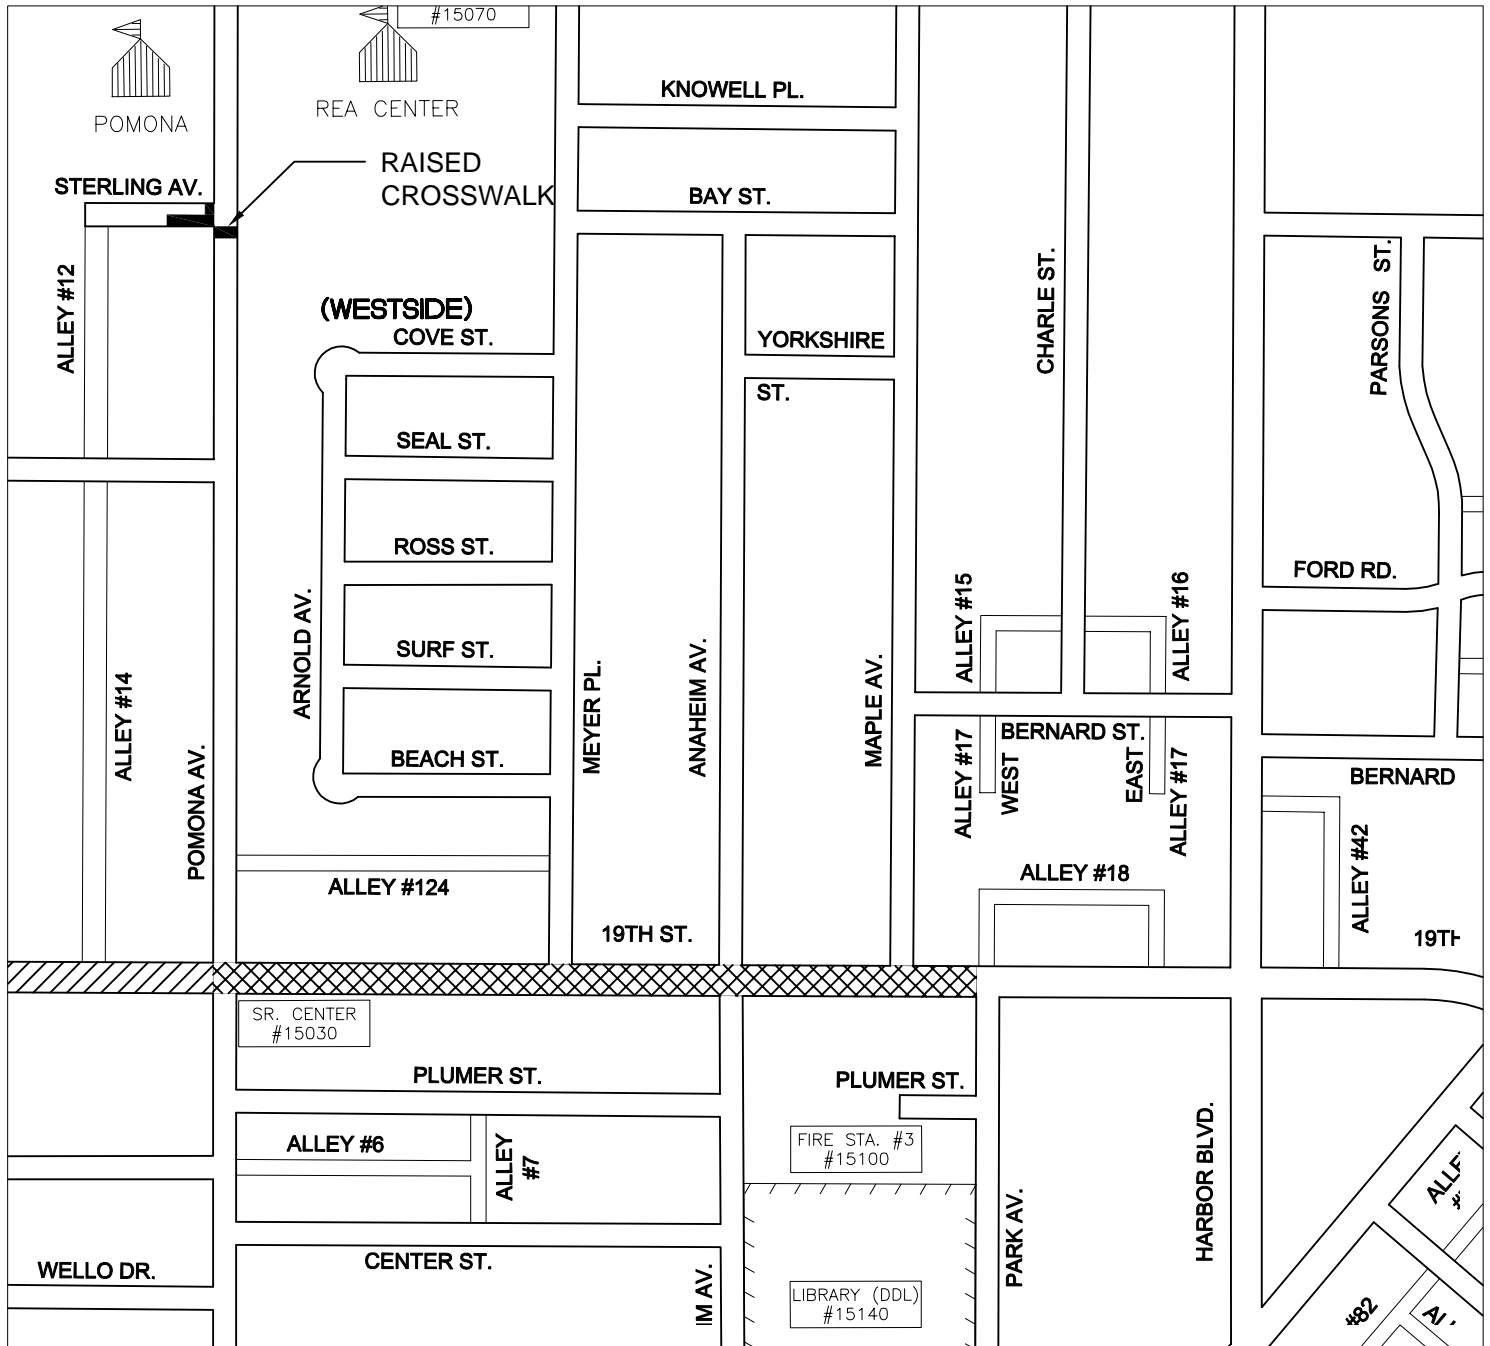 #15070
KNOWELL PL.
POMONA
REA CENTER
RAISED
CROSSWALK
STERLING AV.
BAY ST.
ALLEY #12
(WESTSIDE)
COVE ST.
YORKSHIRE
ST.
CHARLE ST.
PARSONS ST.
SEAL ST.
ROSS ST.
FORD RD.
ALLEY #15
ALLEY #16
ARNOLD AV.
SURF ST.
MEYER PL.
ANAHEIM AV.
MAPLE AV.
ALLEY #14
POMONA AV.
BEACH ST.
BERNARD ST.
ALLEY #17
WEST
EAST
ALLEY #17
BERNARD
ALLEY #42
ALLEY #124
ALLEY #18
19TH ST.
19TH
SR. CENTER
#15030
PLUMER ST.
PLUMER ST.
ALLEY #6
ALLEY
#7
FIRE STA. #3
#15100
HARBOR BLVD.
PARK AV.
WELLO DR.
CENTER ST.
IM AV.
LIBRARY (DDL)
#15140
#82